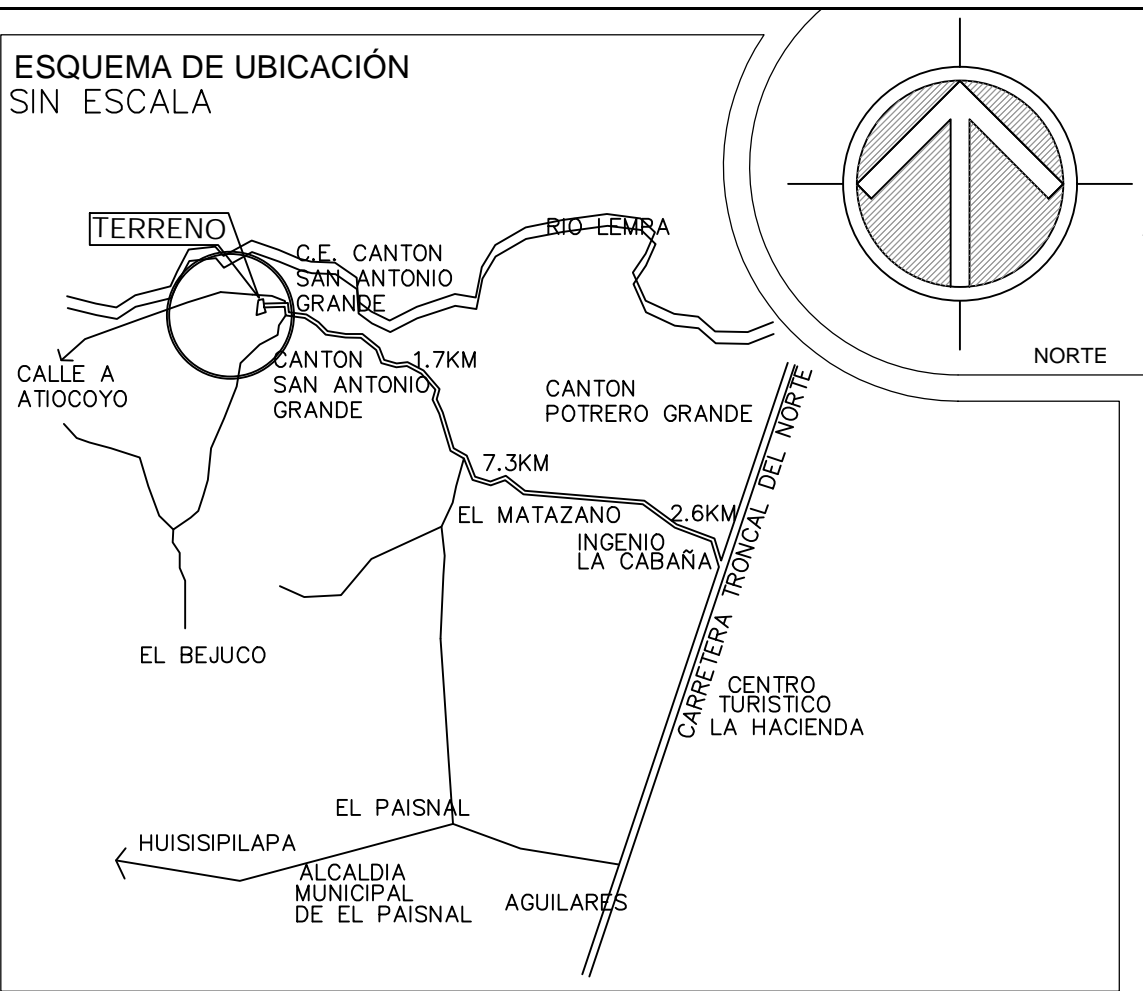 ESQUEMA DE UBICACIÓN
SIN ESCALA
TERRENO
C.E. CANTON
SAN ANTONIO
GRANDE
RIO LEMPA
NORTE
CALLE A
ATIOCOYO
CANTON
SAN ANTONIO
GRANDE
1.7KM
CANTON
POTRERO GRANDE
CARRETERA TRONCAL DEL NORTE
7.3KM
EL MATAZANO
2.6KM
INGENIO
LA CABAÑA
EL BEJUCO
CENTRO
TURISTICO
LA HACIENDA
EL PAISNAL
HUISISIPILAPA
ALCALDIA
MUNICIPAL
DE EL PAISNAL
AGUILARES